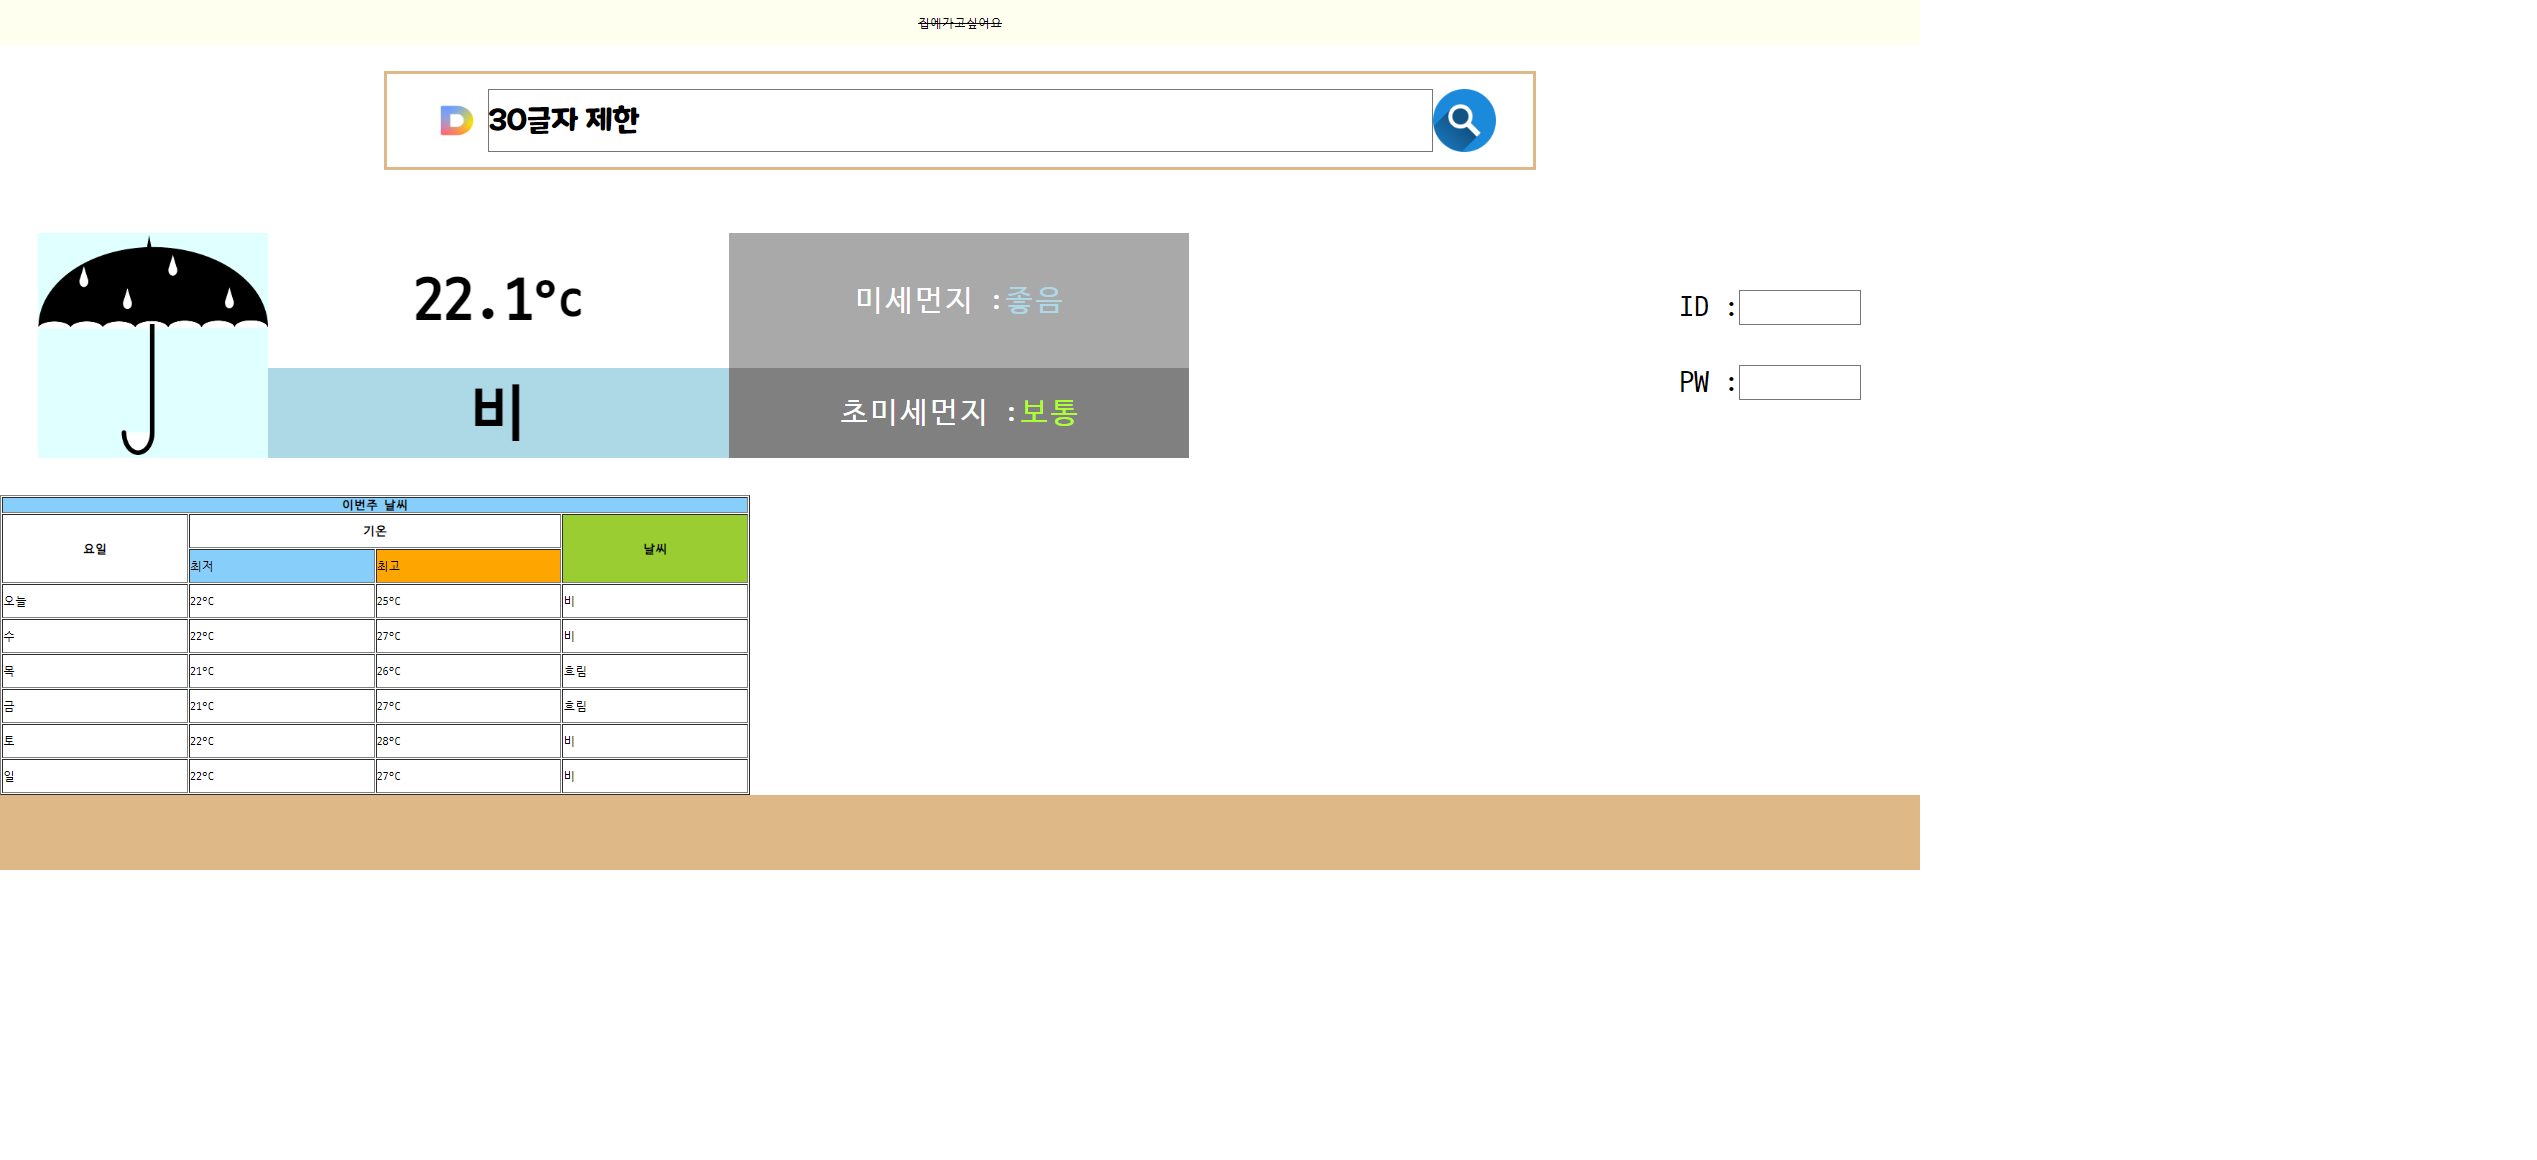 집에가고싶어요
D 30글자 제한
22.1°c
미세먼지 :좋음
비
초미세먼지 :보통
ID :
PW :
이번주 날씨
요일 기온 날씨
최저 최고
오늘 22°C 25°C 비
수 22°C 27°C 비
목 21°C 26°C 흐림
금 21°C 27°C 흐림
토 22°C 28°C 비
일 22°C 27°C 비